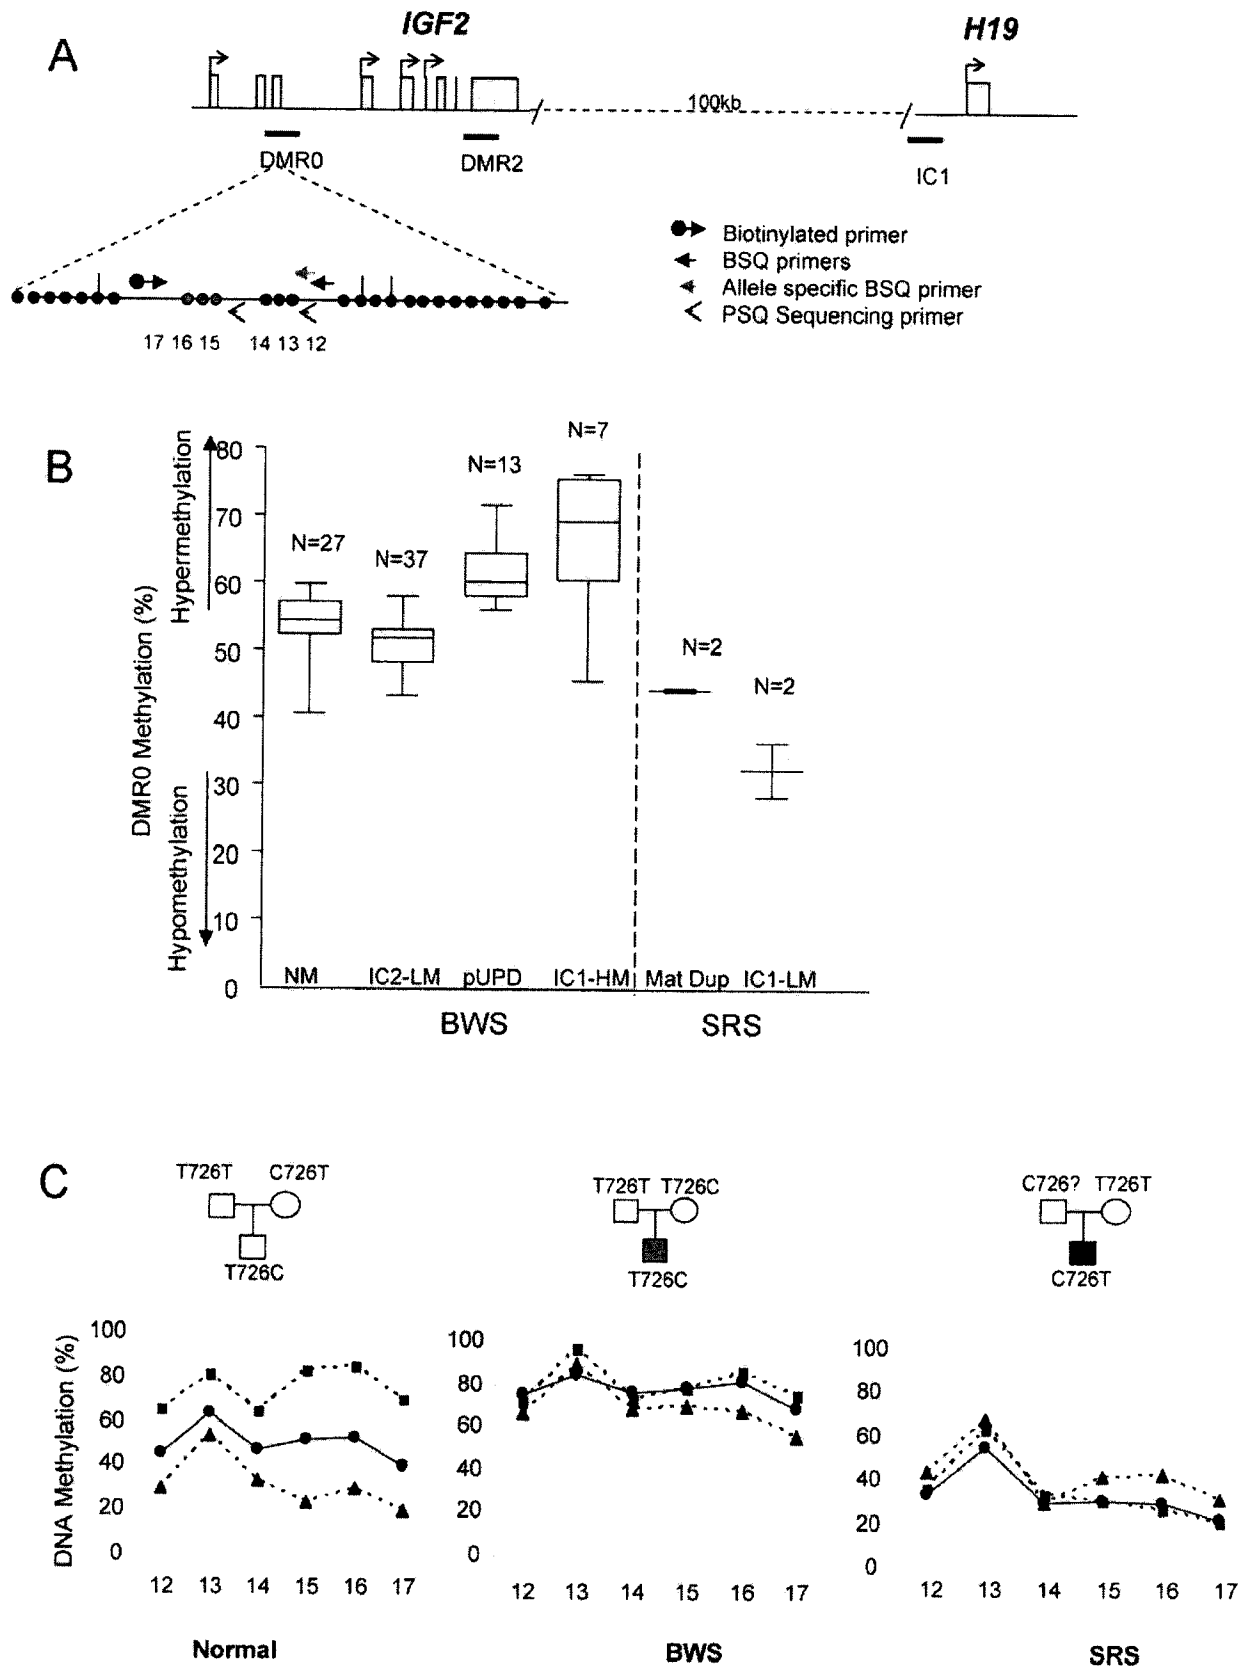 A
IGF2
H19
100kb
DMR0
DMR2
IC1
Biotinylated primer
BSQ primers
Allele specific BSQ primer
PSQ Sequencing primer
17 16 15 14 13 12
B
DMR0 Methylation (%)
Hypermethylation
Hypomethylation
80
70
60
50
40
30
20
10
0
N=27
N=37
N=13
N=7
N=2
N=2
NM IC2-LM pUPD IC1-HM Mat Dup IC1-LM
BWS SRS
C
T726T C726T
T726C
T726T T726C
T726C
C726? T726T
C726T
DNA Methylation (%)
100
80
60
40
20
0
12 13 14 15 16 17
Normal
100
80
60
40
20
0
12 13 14 15 16 17
BWS
100
80
60
40
20
0
12 13 14 15 16 17
SRS